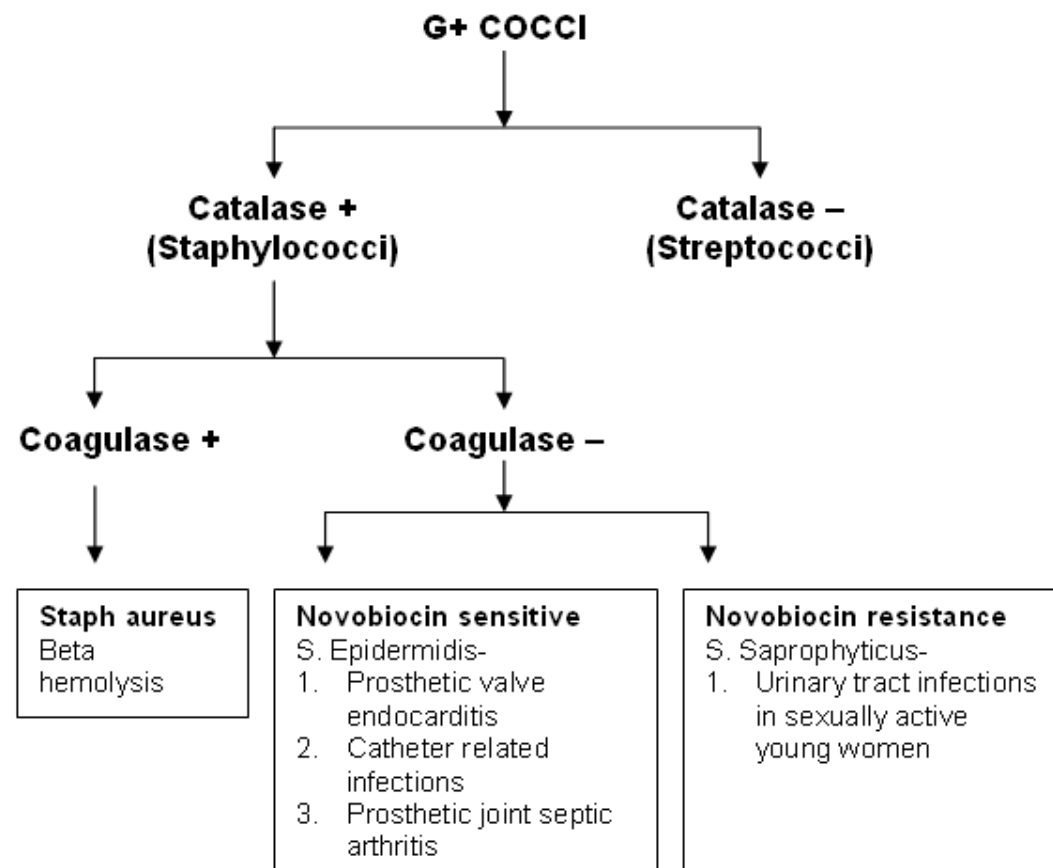 G+ COCCI
Catalase +
(Staphylococci)
Catalase –
(Streptococci)
Coagulase +
Coagulase –
Staph aureus
Beta
hemolysis
Novobiocin sensitive
S. Epidermidis-
1. Prosthetic valve
endocarditis
2. Catheter related
infections
3. Prosthetic joint septic
arthritis
Novobiocin resistance
S. Saprophyticus-
1. Urinary tract infections
in sexually active
young women